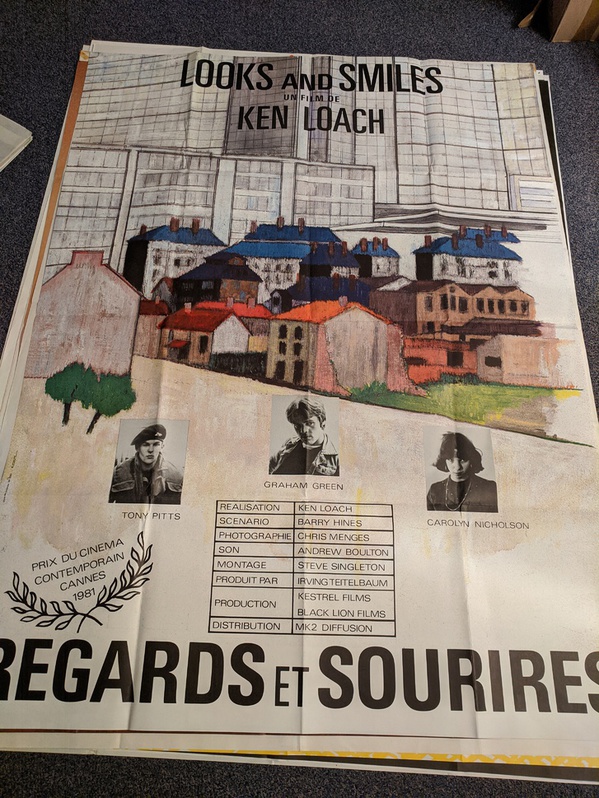 LOOKS AND SMILES
UN FILM DE
KEN LOACH
TONY PITTS
GRAHAM GREEN
CAROLYN NICHOLSON
REALISATION KEN LOACH
SCENARIO BARRY HINES
PHOTOGRAPHIE CHRIS MENGES
SON ANDREW BOULTON
MONTAGE STEVE SINGLETON
PRODUIT PAR IRVING TEITELBAUM
PRODUCTION KESTREL FILMS
BLACK LION FILMS
DISTRIBUTION MK2 DIFFUSION
PRIX DU CINEMA
CONTEMPORAIN
CANNES
1981
REGARDS ET SOURIRES